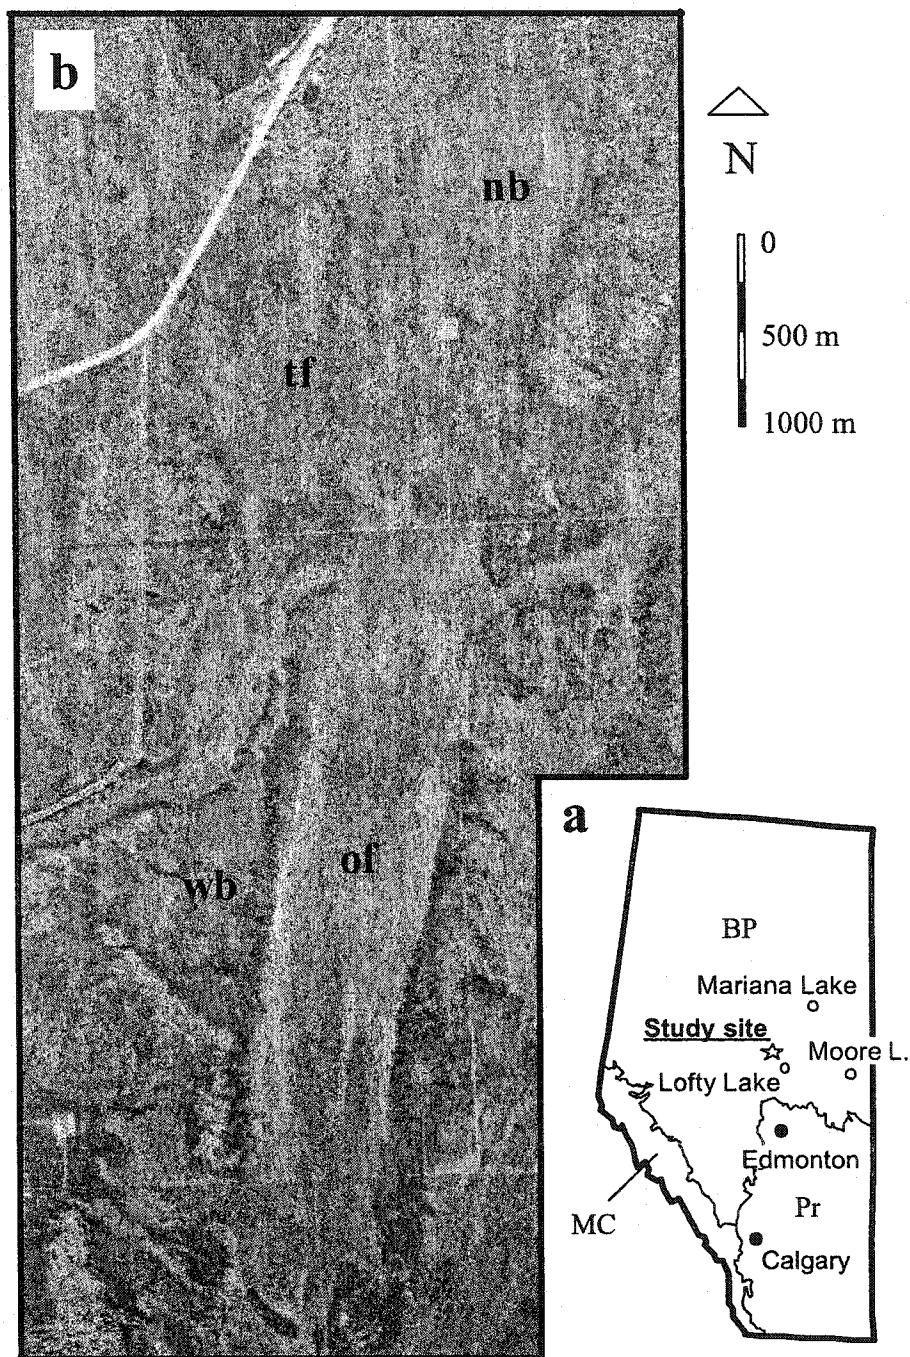 b
nb
N
0
500 m
1000 m
tf
of
wb
a
BP
Mariana Lake
Study site
Moore L.
Lofty Lake
Edmonton
MC
Pr
Calgary